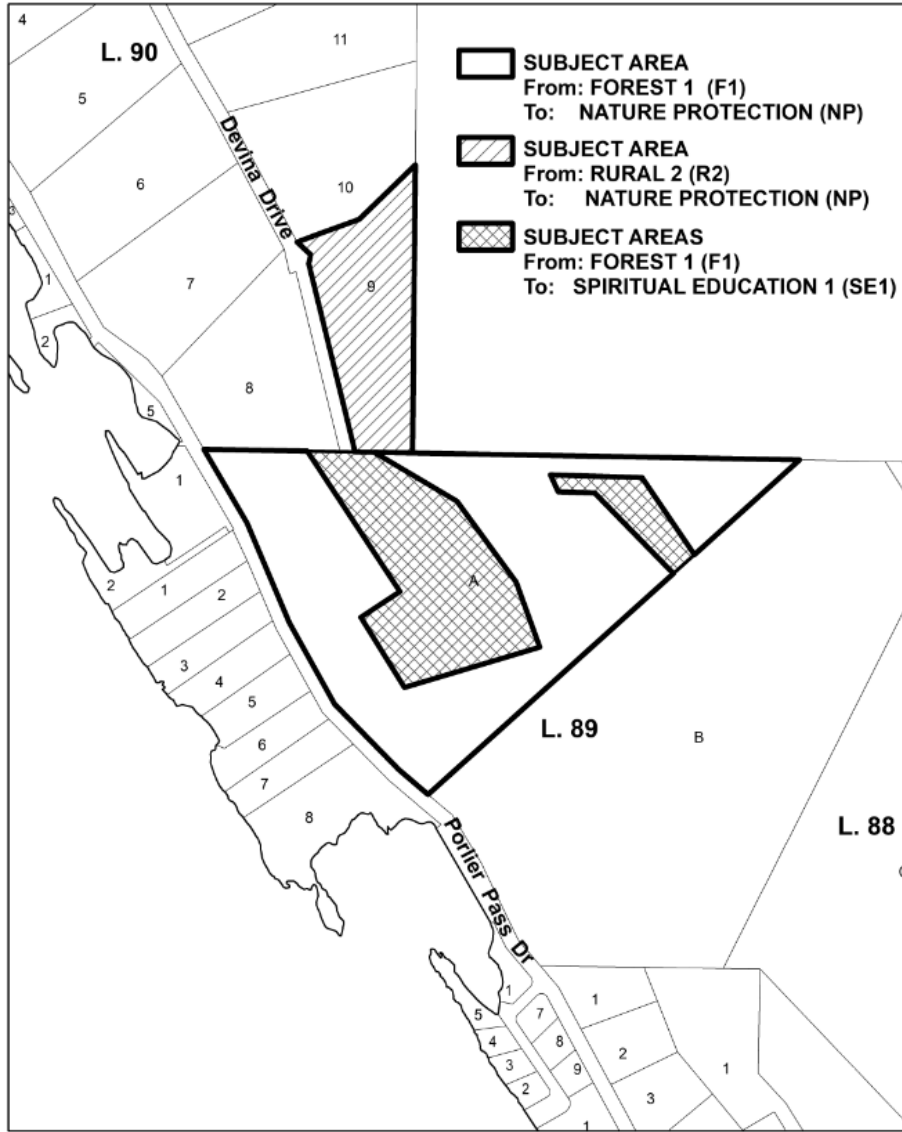 4
L. 90
11
5
SUBJECT AREA
From: FOREST 1 (F1)
To: NATURE PROTECTION (NP)
SUBJECT AREA
From: RURAL 2 (R2)
To: NATURE PROTECTION (NP)
SUBJECT AREAS
From: FOREST 1 (F1)
To: SPIRITUAL EDUCATION 1 (SE1)
Devina Drive
6
10
3
1
7
9
2
8
5
1
A
2
1
2
3
4
5
6
7
8
L. 89
B
L. 88
Porlier Pass Dr
1
5
7
1
4
8
2
3
9
1
2
3
1